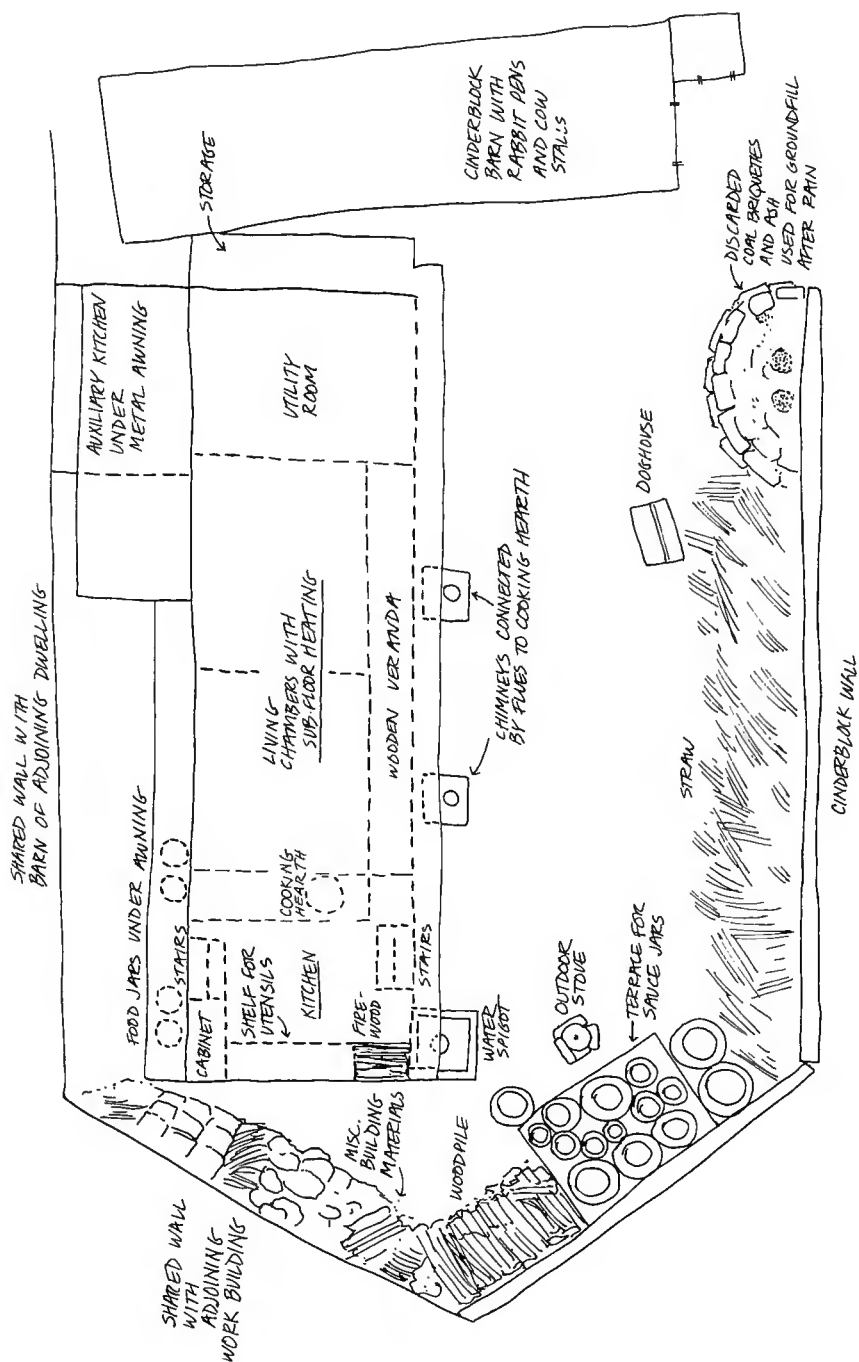 SHARED WALL WITH
BARN OF ADJOINING DWELLING
FOOD JARS UNDER AWNING
STAIRS
AUXILIARY KITCHEN
UNDER
METAL AWNING
STORAGE
CINDERBLOCK
BARN WITH
RABBIT PENS
AND COW
STALLS
CABINET
SHELF FOR
UTENSILS
KITCHEN
FIRE-
WOOD
STAIRS
COOKING
HEARTH
LIVING
CHAMBERS WITH
SUB-FLOOR HEATING
WOODEN VERANDA
UTILITY
ROOM
SHARED WALL
WITH
ADJOINING
WORK BUILDING
MISC.
BUILDING
MATERIALS
WOODPILE
WATER
SPIGOT
CHIMNEYS CONNECTED
BY FLUES TO COOKING HEARTH
OUTDOOR
STOVE
TERRACE FOR
SAUCE JARS
DOGHOUSE
STRAW
DISCARDED
COAL BRIQUETES
AND ASH
USED FOR GROUNDFILL
AFTER RAIN
CINDERBLOCK WALL